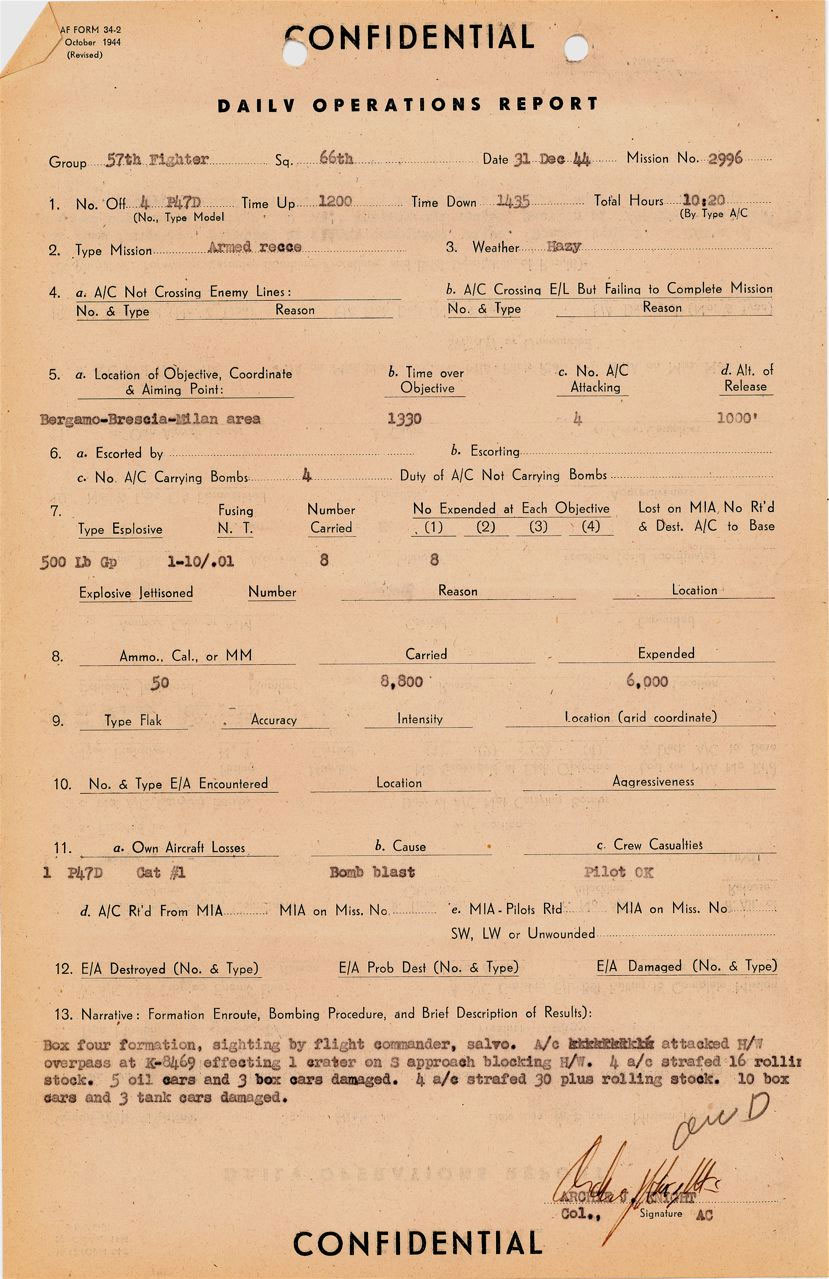 AF FORM 34-2
October 1944
(Revised)
CONFIDENTIAL
DAILY OPERATIONS REPORT
Group 57th Fighter Sq. 66th Date 31 Dec 44 Mission No. 2996
1. No. Off 4 P47D Time Up 1200 Time Down 1435 Total Hours 10:20
(No., Type Model (By Type A/C
2. Type Mission Armed recce 3. Weather Hazy
4. a. A/C Not Crossing Enemy Lines: b. A/C Crossing E/L But Failing to Complete Mission
No. & Type Reason No. & Type Reason
5. a. Location of Objective, Coordinate b. Time over c. No. A/C d. Alt. of
& Aiming Point: Objective Attacking Release
Bergamo-Brescia-Milan area 1330 4 1000'
6. a. Escorted by b. Escorting
c. No. A/C Carrying Bombs 4 Duty of A/C Not Carrying Bombs
7. Fusing Number No Expended at Each Objective Lost on MIA, No Rt'd
Type Explosive N. T. Carried (1) (2) (3) (4) & Dest. A/C to Base
500 Lb Gp 1-10/.01 8 8
Explosive Jettisoned Number Reason Location
8. Ammo., Cal., or MM Carried Expended
50 8,800 6,000
9. Type Flak Accuracy Intensity Location (grid coordinate)
10. No. & Type E/A Encountered Location Aggressiveness
11. a. Own Aircraft Losses b. Cause c. Crew Casualties
1 P47D Cat #1 Bomb blast Pilot OK
d. A/C Rt'd From MIA MIA on Miss. No. e. MIA - Pilots Rtd MIA on Miss. No
SW, LW or Unwounded
12. E/A Destroyed (No. & Type) E/A Prob Dest (No. & Type) E/A Damaged (No. & Type)
13. Narrative: Formation Enroute, Bombing Procedure, and Brief Description of Results):
Box four formation, sighting by flight commander, salvo. A/c attacked H/W
overpass at K-8469 effecting 1 crater on S approach blocking H/W. 4 a/c strafed 16 rollin
stock. 5 oil cars and 3 box cars damaged. 4 a/c strafed 30 plus rolling stock. 10 box
cars and 3 tank cars damaged.
ARCHIE J. KNIGHT
Col., Signature AC
CONFIDENTIAL